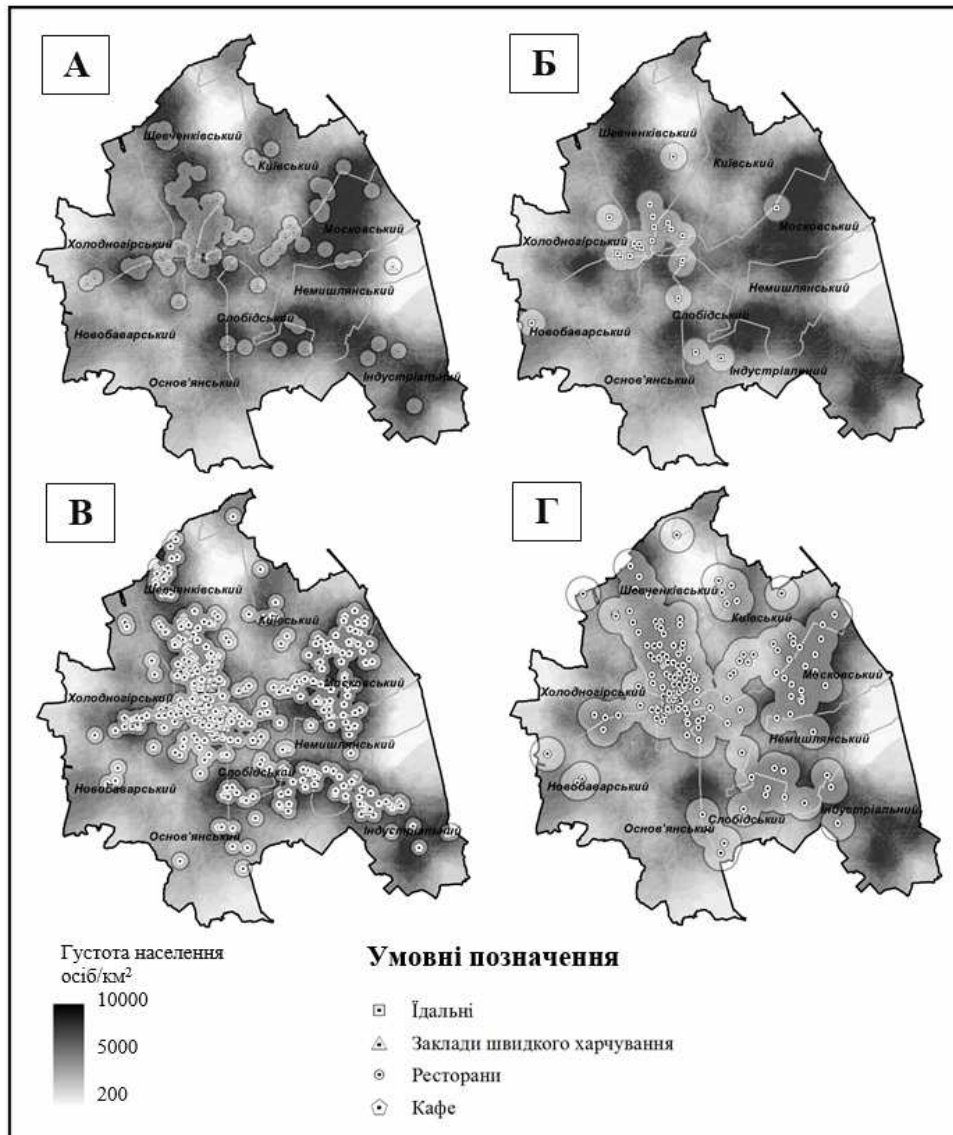 А
Б
Шевченківський
Київський
Московський
Холодногірський
Немишлянський
Слобідський
Новобаварський
Основ'янський
Індустріальний
Шевченківський
Київський
Московський
Холодногірський
Немишлянський
Слобідський
Новобаварський
Основ'янський
Індустріальний
В
Г
Шевченківський
Київський
Московський
Холодногірський
Немишлянський
Слобідський
Новобаварський
Основ'янський
Індустріальний
Шевченківський
Київський
Московський
Холодногірський
Немишлянський
Новобаварський
Слобідський
Основ'янський
Індустріальний
Густота населення
осіб/км²
10000
5000
200
Умовні позначення
Їдальні
Заклади швидкого харчування
Ресторани
Кафе